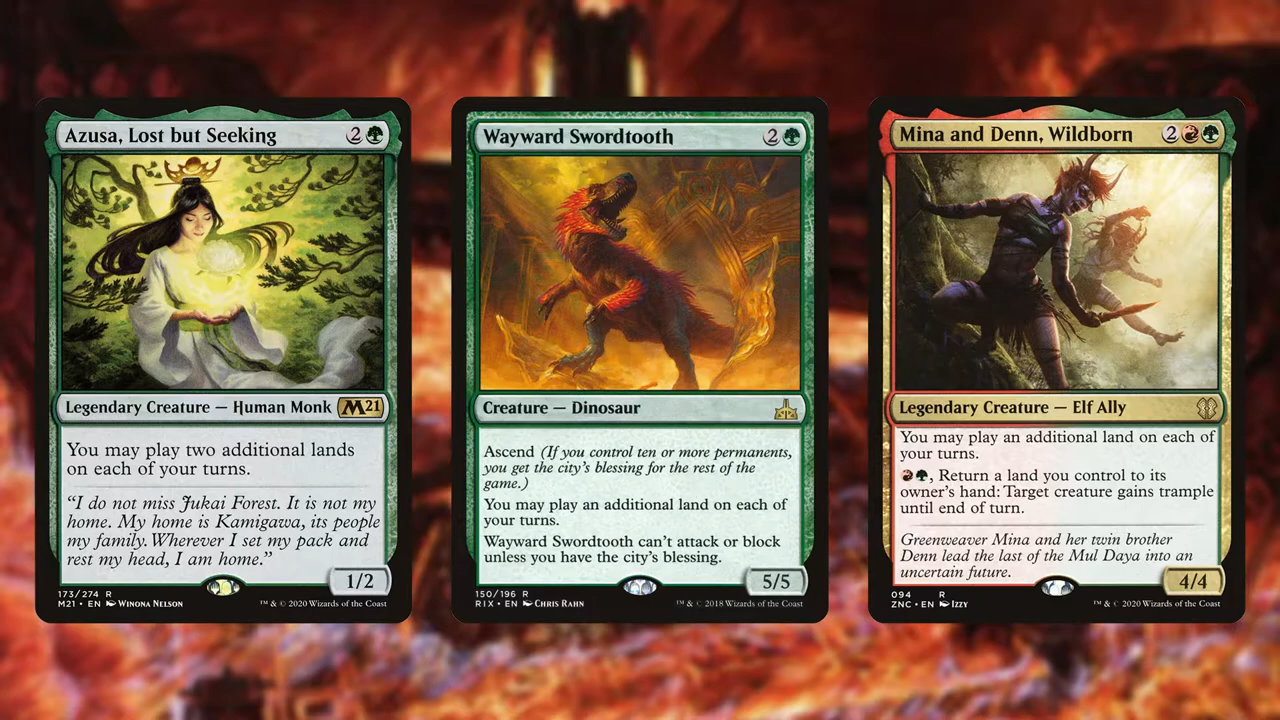 Azusa, Lost but Seeking 2
Legendary Creature — Human Monk M21
You may play two additional lands
on each of your turns.
“I do not miss Jukai Forest. It is not my
home. My home is Kamigawa, its people
my family. Wherever I set my pack and
rest my head, I am home.”
1/2
173/274 R
M21 • EN Winona Nelson ™ & © 2020 Wizards of the Coast
Wayward Swordtooth 2
Creature — Dinosaur
Ascend (If you control ten or more permanents,
you get the city’s blessing for the rest of the
game.)
You may play an additional land on each of
your turns.
Wayward Swordtooth can’t attack or block
unless you have the city’s blessing.
5/5
150/196 R
RIX • EN Chris Rahn ™ & © 2018 Wizards of the Coast
Mina and Denn, Wildborn 2
Legendary Creature — Elf Ally
You may play an additional land on each of
your turns.
, Return a land you control to its
owner’s hand: Target creature gains trample
until end of turn.
Greenweaver Mina and her twin brother
Denn lead the last of the Mul Daya into an
uncertain future.
4/4
094 R
ZNC • EN Izzy ™ & © 2020 Wizards of the Coast